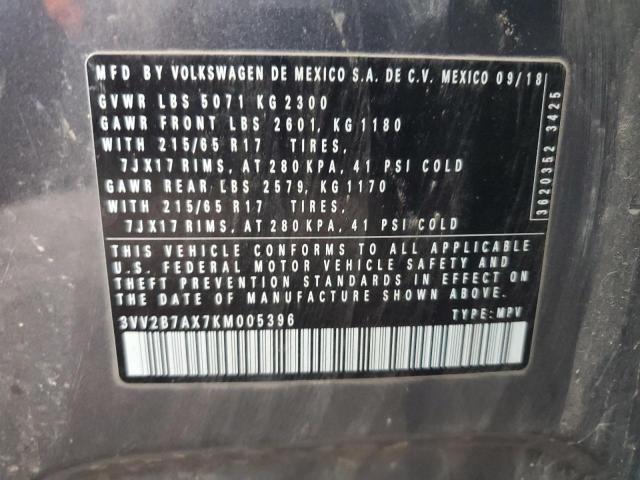 MFD BY VOLKSWAGEN DE MEXICO S.A. DE C.V. MEXICO 09/18
GVWR LBS 5071 KG 2300
GAWR FRONT LBS 2601, KG 1180
WITH 215/65 R17 TIRES,
7JX17 RIMS, AT 280 KPA, 41 PSI COLD
GAWR REAR LBS 2579, KG 1170
WITH 215/65 R17 TIRES,
7JX17 RIMS, AT 280 KPA, 41 PSI COLD
3620352 3425
THIS VEHICLE CONFORMS TO ALL APPLICABLE
U.S. FEDERAL MOTOR VEHICLE SAFETY AND
THEFT PREVENTION STANDARDS IN EFFECT ON
THE DATE OF MANUFACTURE SHOWN ABOVE
3VV2B7AX7KM005396 TYPE: MPV